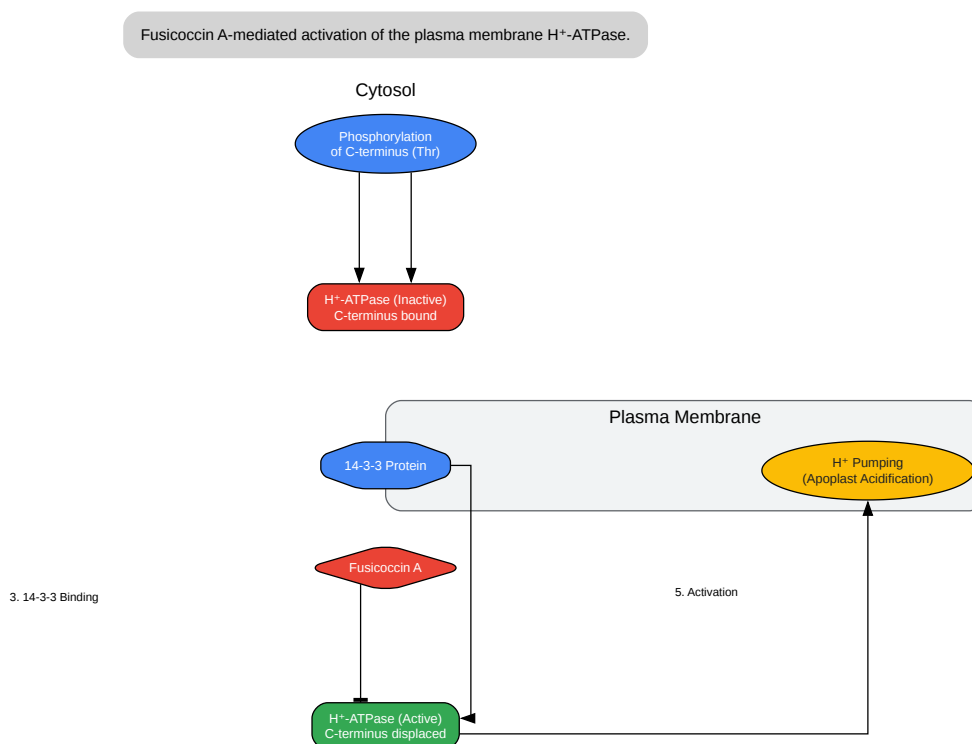 Fusicoccin A-mediated activation of the plasma membrane H⁺-ATPase.
Cytosol
Phosphorylation
of C-terminus (Thr)
H⁺-ATPase (Inactive)
C-terminus bound
Plasma Membrane
14-3-3 Protein
H⁺ Pumping
(Apoplast Acidification)
Fusicoccin A
3. 14-3-3 Binding
5. Activation
H⁺-ATPase (Active)
C-terminus displaced